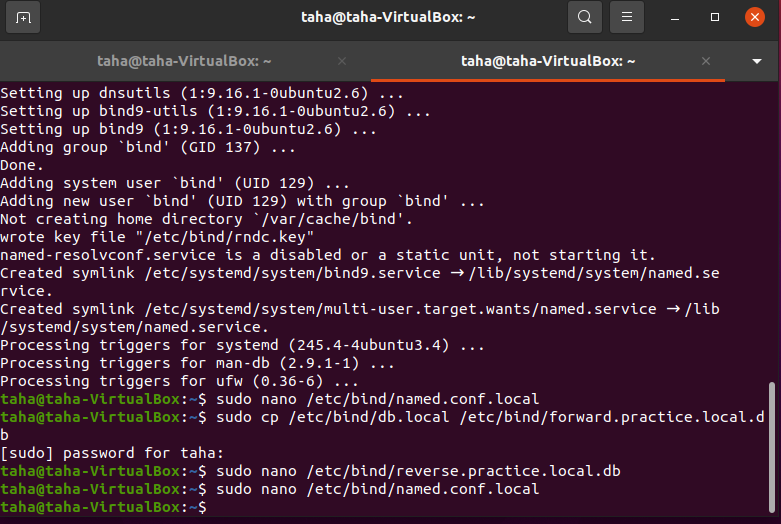 taha@taha-VirtualBox: ~
taha@taha-VirtualBox: ~
taha@taha-VirtualBox: ~
Setting up dnsutils (1:9.16.1-0ubuntu2.6) ...
Setting up bind9-utils (1:9.16.1-0ubuntu2.6) ...
Setting up bind9 (1:9.16.1-0ubuntu2.6) ...
Adding group `bind' (GID 137) ...
Done.
Adding system user `bind' (UID 129) ...
Adding new user `bind' (UID 129) with group `bind' ...
Not creating home directory `/var/cache/bind'.
wrote key file "/etc/bind/rndc.key"
named-resolvconf.service is a disabled or a static unit, not starting it.
Created symlink /etc/systemd/system/bind9.service → /lib/systemd/system/named.se
rvice.
Created symlink /etc/systemd/system/multi-user.target.wants/named.service → /lib
/systemd/system/named.service.
Processing triggers for systemd (245.4-4ubuntu3.4) ...
Processing triggers for man-db (2.9.1-1) ...
Processing triggers for ufw (0.36-6) ...
taha@taha-VirtualBox:~$ sudo nano /etc/bind/named.conf.local
taha@taha-VirtualBox:~$ sudo cp /etc/bind/db.local /etc/bind/forward.practice.local.d
b
[sudo] password for taha:
taha@taha-VirtualBox:~$ sudo nano /etc/bind/reverse.practice.local.db
taha@taha-VirtualBox:~$ sudo nano /etc/bind/named.conf.local
taha@taha-VirtualBox:~$